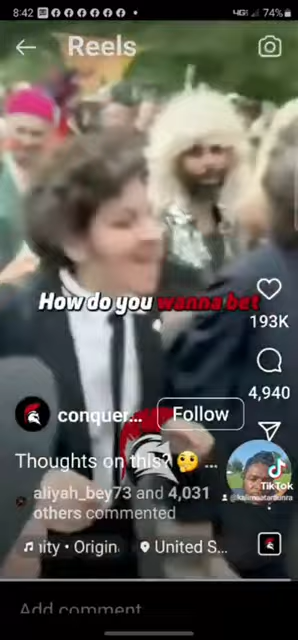 8:42
4G 74%
Reels
How do you wanna bet
193K
4,940
conquer...
Follow
Thoughts on this?🤔 ...
TikTok
aliyah_bey73 and 4,031
others commented
ity • Origin
United S...
Add comment